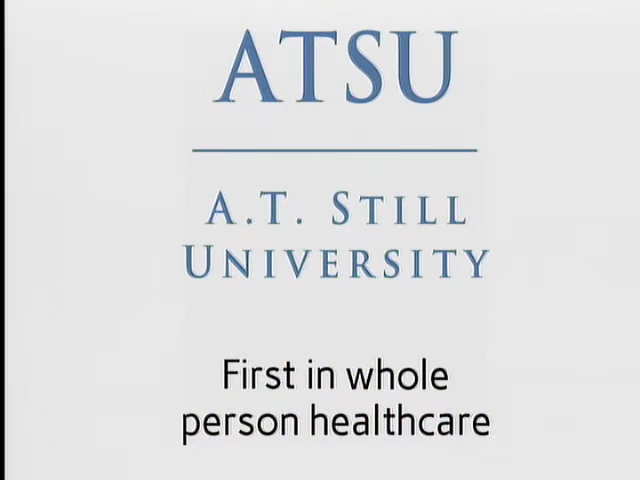 ATSU
A.T. STILL
UNIVERSITY
First in whole
person healthcare